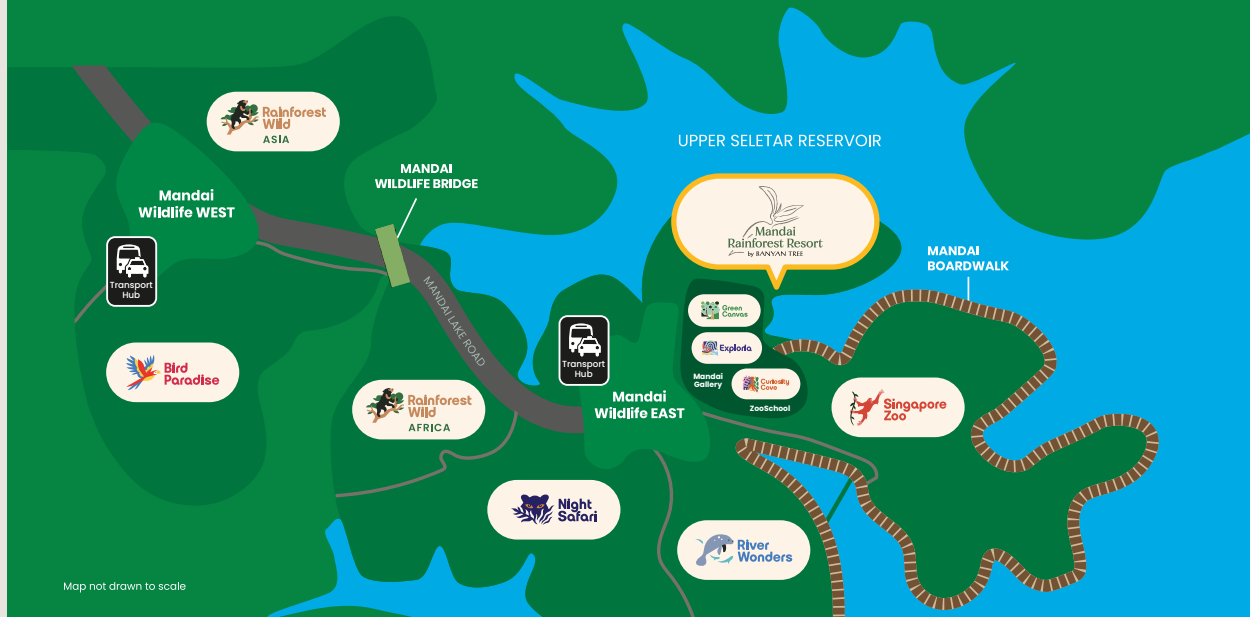 Rainforest
Wild
ASIA
MANDAI
WILDLIFE BRIDGE
UPPER SELETAR RESERVOIR
Mandai
Wildlife WEST
Mandai
Rainforest Resort
by BANYAN TREE
MANDAI
BOARDWALK
Transport
Hub
MANDAI LAKE ROAD
Green
Canvas
Exploria
Mandai
Gallery
Curiosity
Cove
ZooSchool
Transport
Hub
Bird
Paradise
Rainforest
Wild
AFRICA
Mandai
Wildlife EAST
Singapore
Zoo
Night
Safari
River
Wonders
Map not drawn to scale